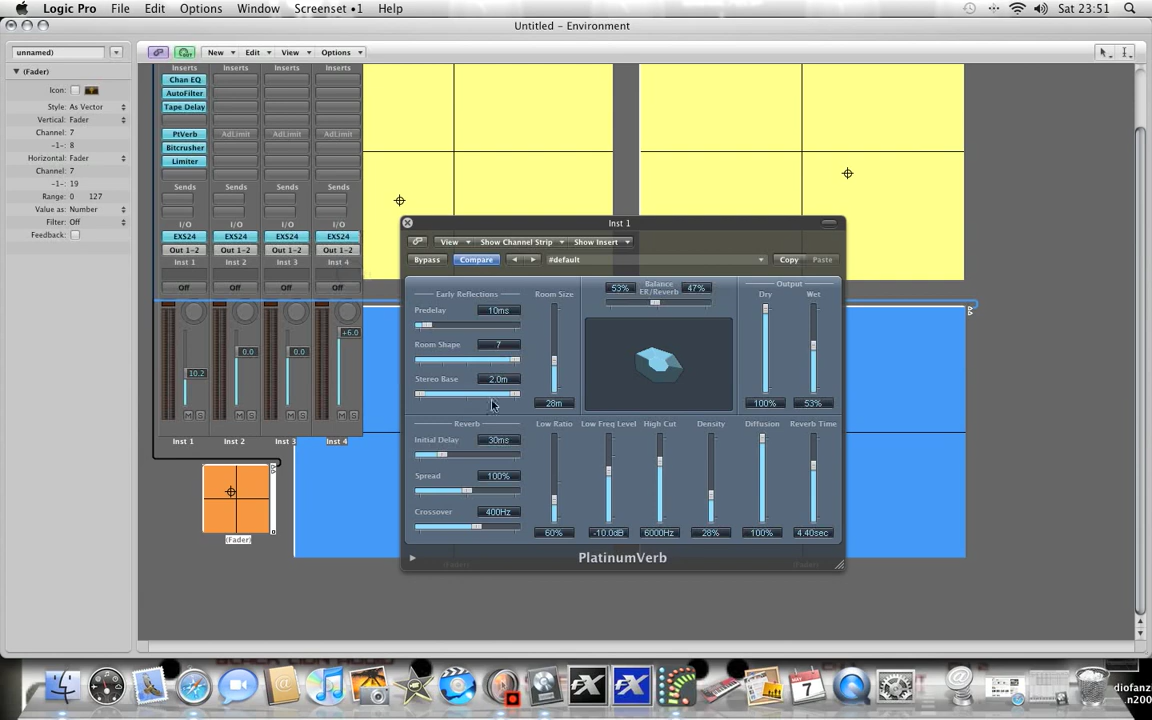 Logic Pro File Edit Options Window Screenset •1 Help Sat 23:51
Untitled - Environment
unnamed) New Edit View Options
(Fader)
Icon:
Style: As Vector
Vertical: Fader
Channel: 7
-1- 8
Horizontal: Fader
Channel: 7
-1- 19
Range: 0 127
Value as: Number
Filter: Off
Feedback:
Inserts Inserts Inserts Inserts
Chan EQ
AutoFilter
Tape Delay
PtVerb AdLimit AdLimit AdLimit
Bitcrusher
Limiter
Sends Sends Sends Sends
I/O I/O I/O I/O
EXS24 EXS24 EXS24 EXS24
Out 1-2 Out 1-2 Out 1-2 Out 1-2
Inst 1 Inst 2 Inst 3 Inst 4
Off Off Off Off
10.2 0.0 0.0 +6.0
M S M S M S M S
Inst 1 Inst 2 Inst 3 Inst 4
(Fader)
Inst 1
View Show Channel Strip Show Insert
Bypass Compare #default Copy Paste
Early Reflections Room Size 53% Balance ER/Reverb 47% Output
Predelay 10ms Dry Wet
Room Shape 7
Stereo Base 2.0m
28m 100% 53%
Reverb Low Ratio Low Freq Level High Cut Density Diffusion Reverb Time
Initial Delay 30ms
Spread 100%
Crossover 400Hz
60% -10.0dB 6000Hz 28% 100% 4.40sec
PlatinumVerb
FX FX 7
diofanz
.n200